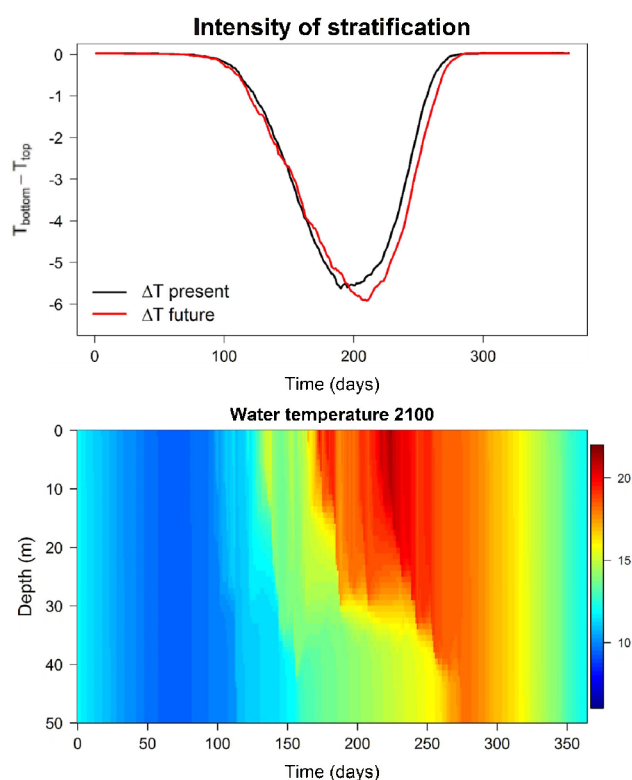 Intensity of stratification
0
-1
-2
-3
-4
-5
-6
T bottom − T top
ΔT present
ΔT future
0 100 200 300
Time (days)
Water temperature 2100
0
10
20
30
40
50
Depth (m)
20
15
10
0 50 100 150 200 250 300 350
Time (days)